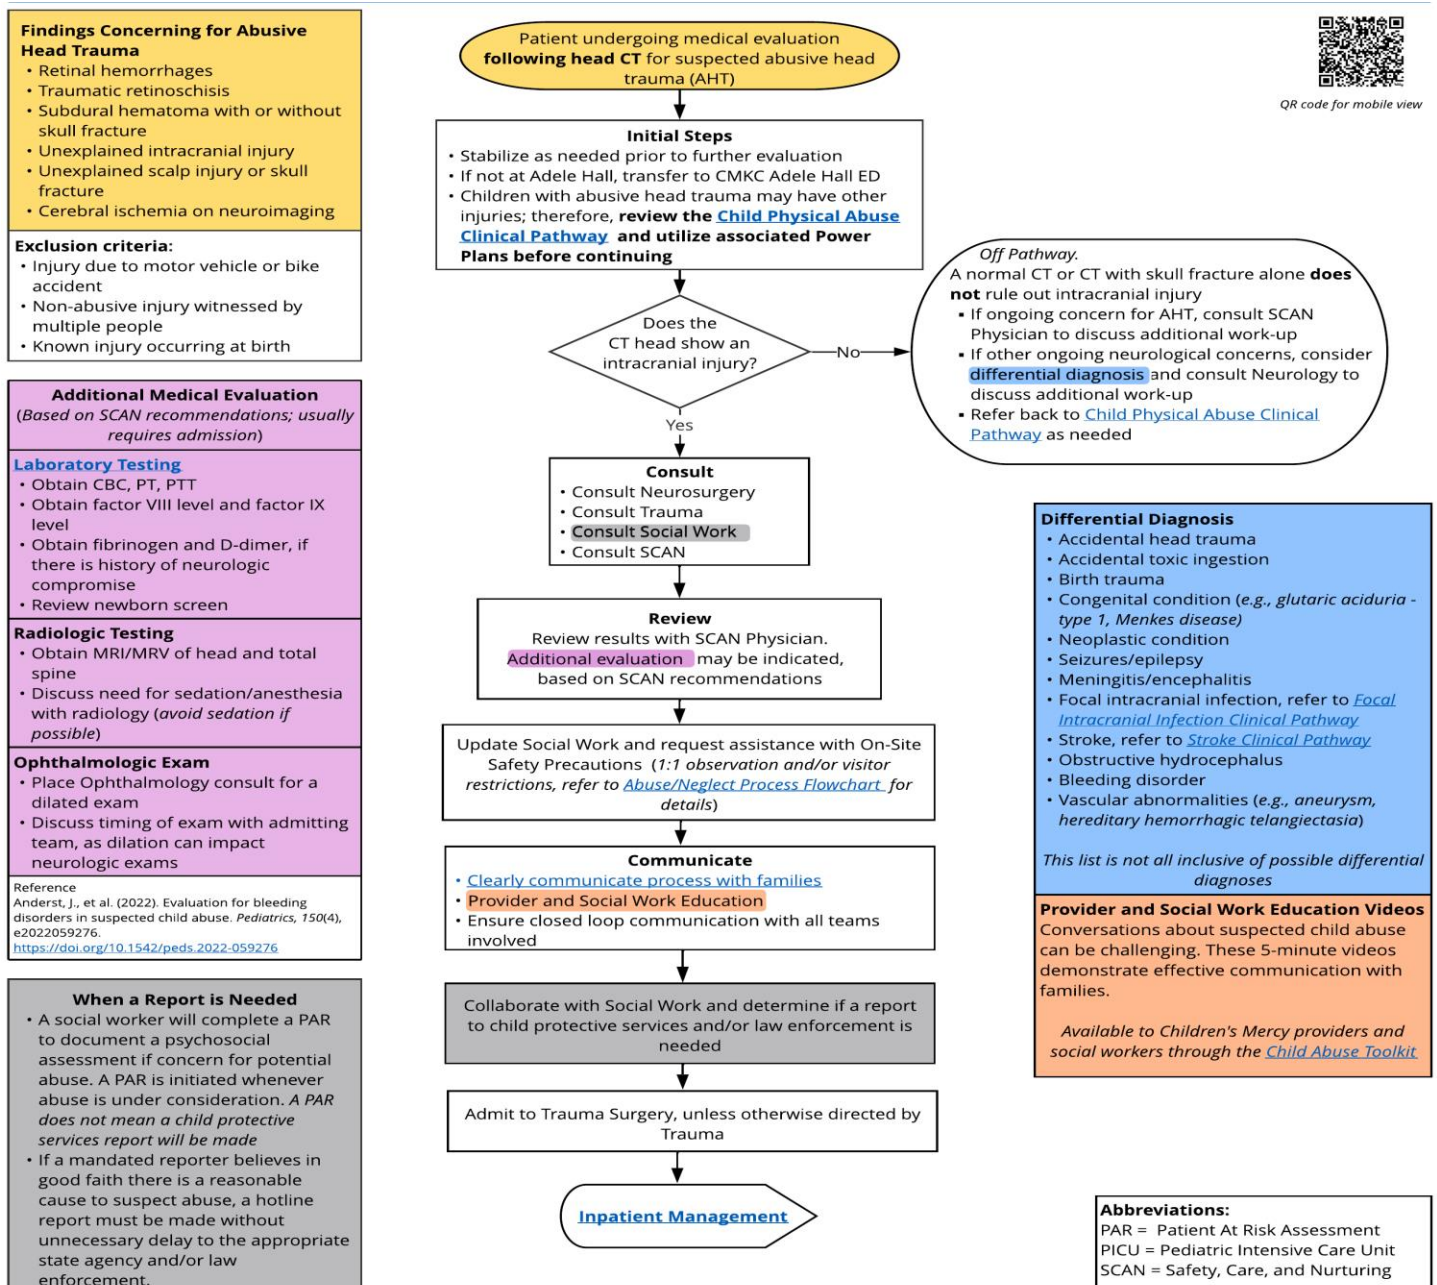 Findings Concerning for Abusive
Head Trauma
• Retinal hemorrhages
• Traumatic retinoschisis
• Subdural hematoma with or without
skull fracture
• Unexplained intracranial injury
• Unexplained scalp injury or skull
fracture
• Cerebral ischemia on neuroimaging
Exclusion criteria:
• Injury due to motor vehicle or bike
accident
• Non-abusive injury witnessed by
multiple people
• Known injury occurring at birth
Additional Medical Evaluation
(Based on SCAN recommendations; usually
requires admission)
Laboratory Testing
• Obtain CBC, PT, PTT
• Obtain factor VIII level and factor IX
level
• Obtain fibrinogen and D-dimer, if
there is history of neurologic
compromise
• Review newborn screen
Radiologic Testing
• Obtain MRI/MRV of head and total
spine
• Discuss need for sedation/anesthesia
with radiology (avoid sedation if
possible)
Ophthalmologic Exam
• Place Ophthalmology consult for a
dilated exam
• Discuss timing of exam with admitting
team, as dilation can impact
neurologic exams
Reference
Anderst, J., et al. (2022). Evaluation for bleeding
disorders in suspected child abuse. Pediatrics, 150(4),
e2022059276.
https://doi.org/10.1542/peds.2022-059276
When a Report is Needed
• A social worker will complete a PAR
to document a psychosocial
assessment if concern for potential
abuse. A PAR is initiated whenever
abuse is under consideration. A PAR
does not mean a child protective
services report will be made
• If a mandated reporter believes in
good faith there is a reasonable
cause to suspect abuse, a hotline
report must be made without
unnecessary delay to the appropriate
state agency and/or law
enforcement.
Patient undergoing medical evaluation
following head CT for suspected abusive head
trauma (AHT)
Initial Steps
• Stabilize as needed prior to further evaluation
• If not at Adele Hall, transfer to CMKC Adele Hall ED
• Children with abusive head trauma may have other
injuries; therefore, review the Child Physical Abuse
Clinical Pathway and utilize associated Power
Plans before continuing
Does the
CT head show an
intracranial injury?
No
Yes
Consult
• Consult Neurosurgery
• Consult Trauma
• Consult Social Work
• Consult SCAN
Review
Review results with SCAN Physician.
Additional evaluation may be indicated,
based on SCAN recommendations
Update Social Work and request assistance with On-Site
Safety Precautions (1:1 observation and/or visitor
restrictions, refer to Abuse/Neglect Process Flowchart for
details)
Communicate
• Clearly communicate process with families
• Provider and Social Work Education
• Ensure closed loop communication with all teams
involved
Collaborate with Social Work and determine if a report
to child protective services and/or law enforcement is
needed
Admit to Trauma Surgery, unless otherwise directed by
Trauma
Inpatient Management
QR code for mobile view
Off Pathway.
A normal CT or CT with skull fracture alone does
not rule out intracranial injury
▪ If ongoing concern for AHT, consult SCAN
Physician to discuss additional work-up
▪ If other ongoing neurological concerns, consider
differential diagnosis and consult Neurology to
discuss additional work-up
▪ Refer back to Child Physical Abuse Clinical
Pathway as needed
Differential Diagnosis
• Accidental head trauma
• Accidental toxic ingestion
• Birth trauma
• Congenital condition (e.g., glutaric aciduria -
type 1, Menkes disease)
• Neoplastic condition
• Seizures/epilepsy
• Meningitis/encephalitis
• Focal intracranial infection, refer to Focal
Intracranial Infection Clinical Pathway
• Stroke, refer to Stroke Clinical Pathway
• Obstructive hydrocephalus
• Bleeding disorder
• Vascular abnormalities (e.g., aneurysm,
hereditary hemorrhagic telangiectasia)
This list is not all inclusive of possible differential
diagnoses
Provider and Social Work Education Videos
Conversations about suspected child abuse
can be challenging. These 5-minute videos
demonstrate effective communication with
families.
Available to Children's Mercy providers and
social workers through the Child Abuse Toolkit
Abbreviations:
PAR = Patient At Risk Assessment
PICU = Pediatric Intensive Care Unit
SCAN = Safety, Care, and Nurturing